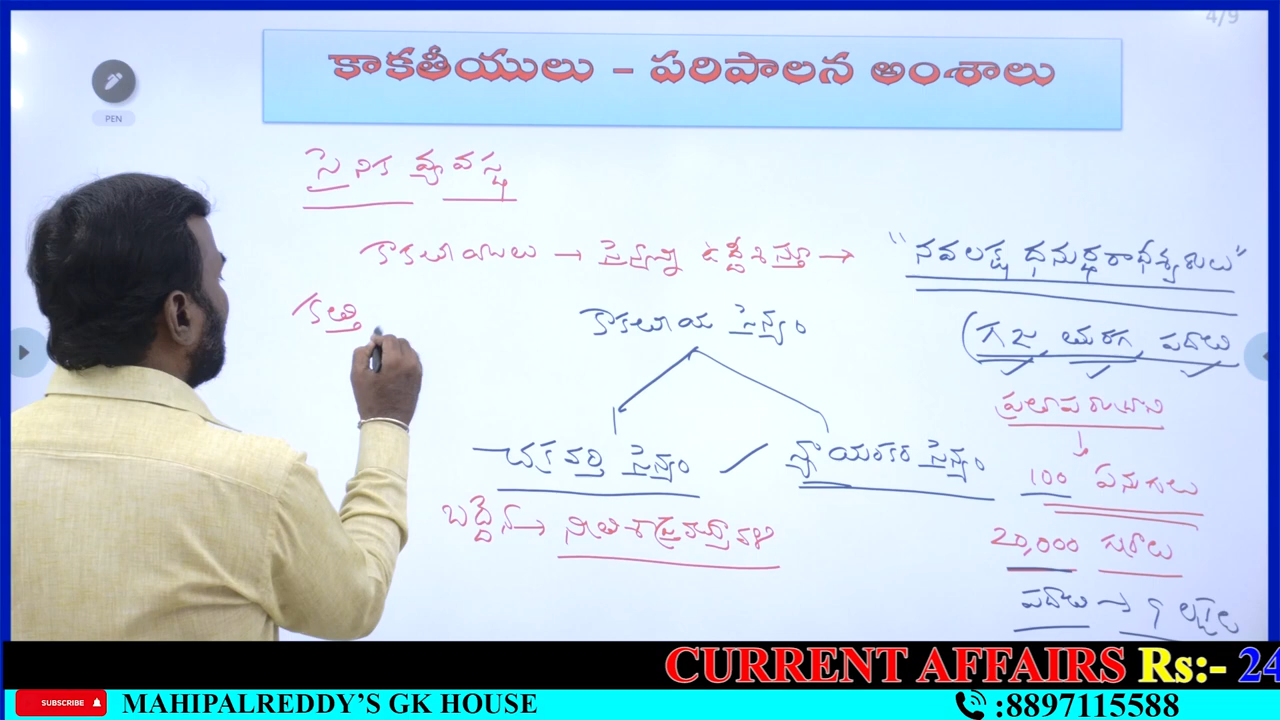 4/9
కాకతీయులు - పరిపాలన అంశాలు
PEN
సైనిక వ్యవస్థ
కాకతీయులు → సైన్యాన్ని ఉద్దేశిస్తూ → "నవలక్ష ధనుర్ధరాధీశ్వరులు"
కత్తి
కాకతీయ సైన్యం
(గజ, తురగ, పదాలు
ప్రతాపరుద్రుని
100 ఏనుగులు
చక్రవర్తి సైన్యం
నాయంకర సైన్యం
బద్దెన → నీతిశాస్త్రముక్తావళి
20,000 గుర్రాలు
పదాలు → 9 లక్షలు
CURRENT AFFAIRS Rs:- 24
SUBSCRIBE MAHIPALREDDY'S GK HOUSE :8897115588